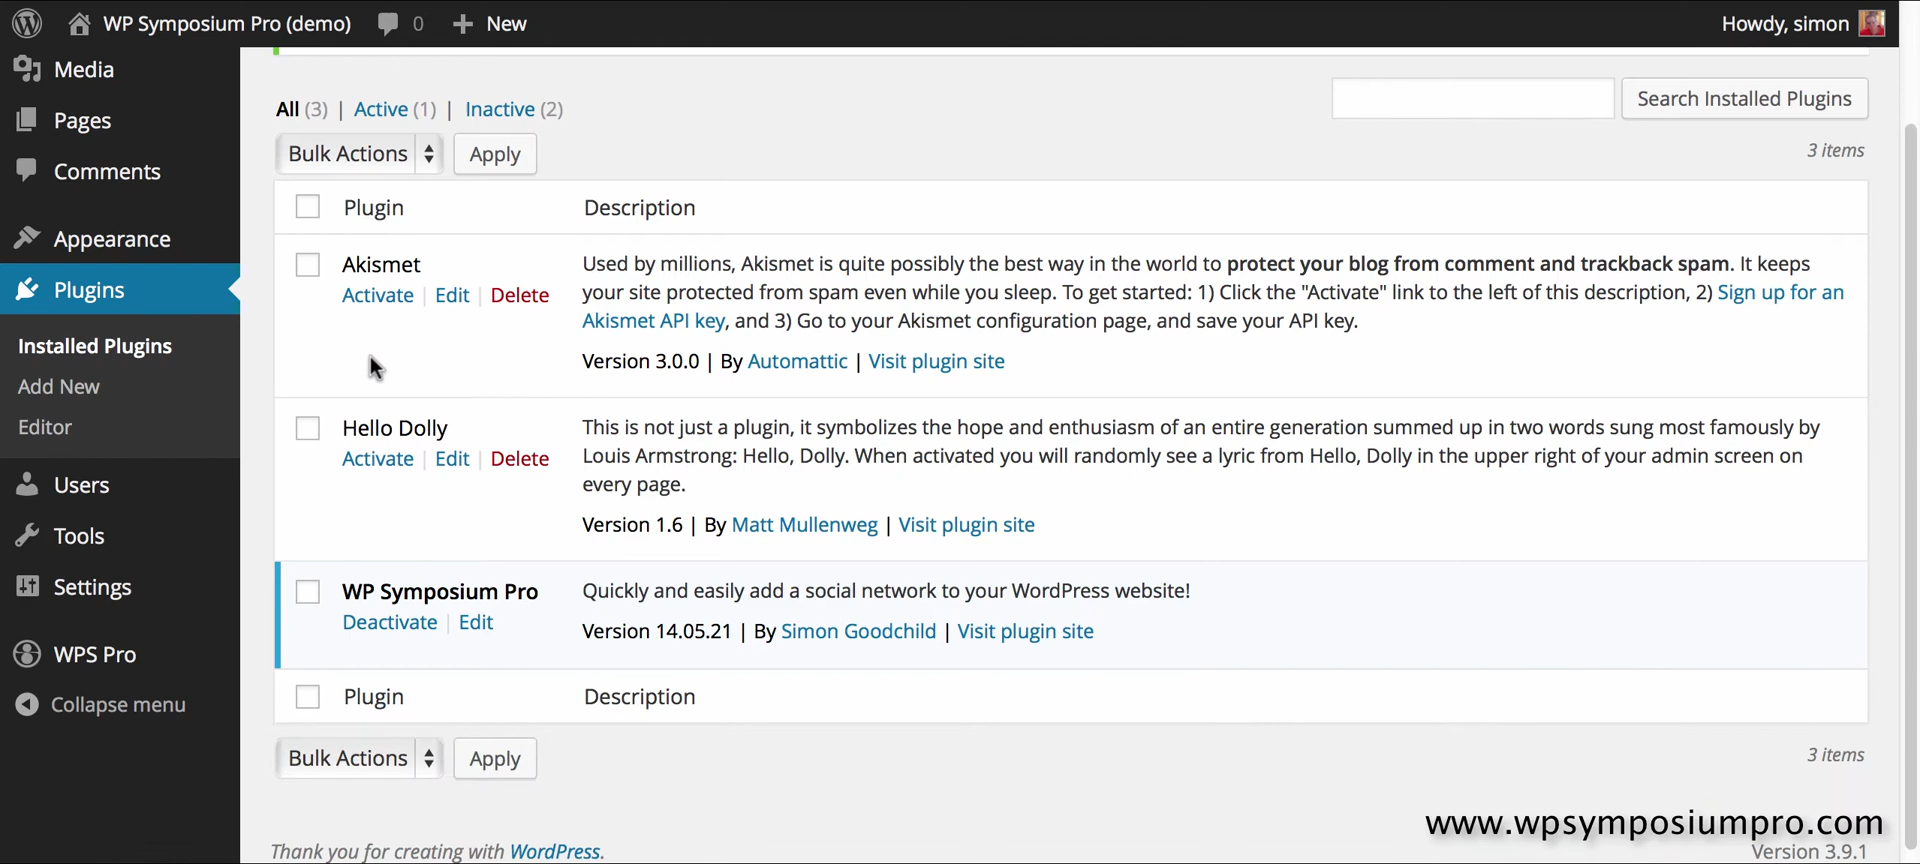 WP Symposium Pro (demo) 0 New Howdy, simon
Media
Pages
Comments
Appearance
Plugins
Installed Plugins
Add New
Editor
Users
Tools
Settings
WPS Pro
Collapse menu
All (3) | Active (1) | Inactive (2)
Search Installed Plugins
Bulk Actions Apply
3 items
Plugin Description
Akismet
Activate | Edit | Delete
Used by millions, Akismet is quite possibly the best way in the world to protect your blog from comment and trackback spam. It keeps
your site protected from spam even while you sleep. To get started: 1) Click the "Activate" link to the left of this description, 2) Sign up for an
Akismet API key, and 3) Go to your Akismet configuration page, and save your API key.
Version 3.0.0 | By Automattic | Visit plugin site
Hello Dolly
Activate | Edit | Delete
This is not just a plugin, it symbolizes the hope and enthusiasm of an entire generation summed up in two words sung most famously by
Louis Armstrong: Hello, Dolly. When activated you will randomly see a lyric from Hello, Dolly in the upper right of your admin screen on
every page.
Version 1.6 | By Matt Mullenweg | Visit plugin site
WP Symposium Pro
Deactivate | Edit
Quickly and easily add a social network to your WordPress website!
Version 14.05.21 | By Simon Goodchild | Visit plugin site
Plugin Description
Bulk Actions Apply
3 items
www.wpsymposiumpro.com
Thank you for creating with WordPress.
Version 3.9.1